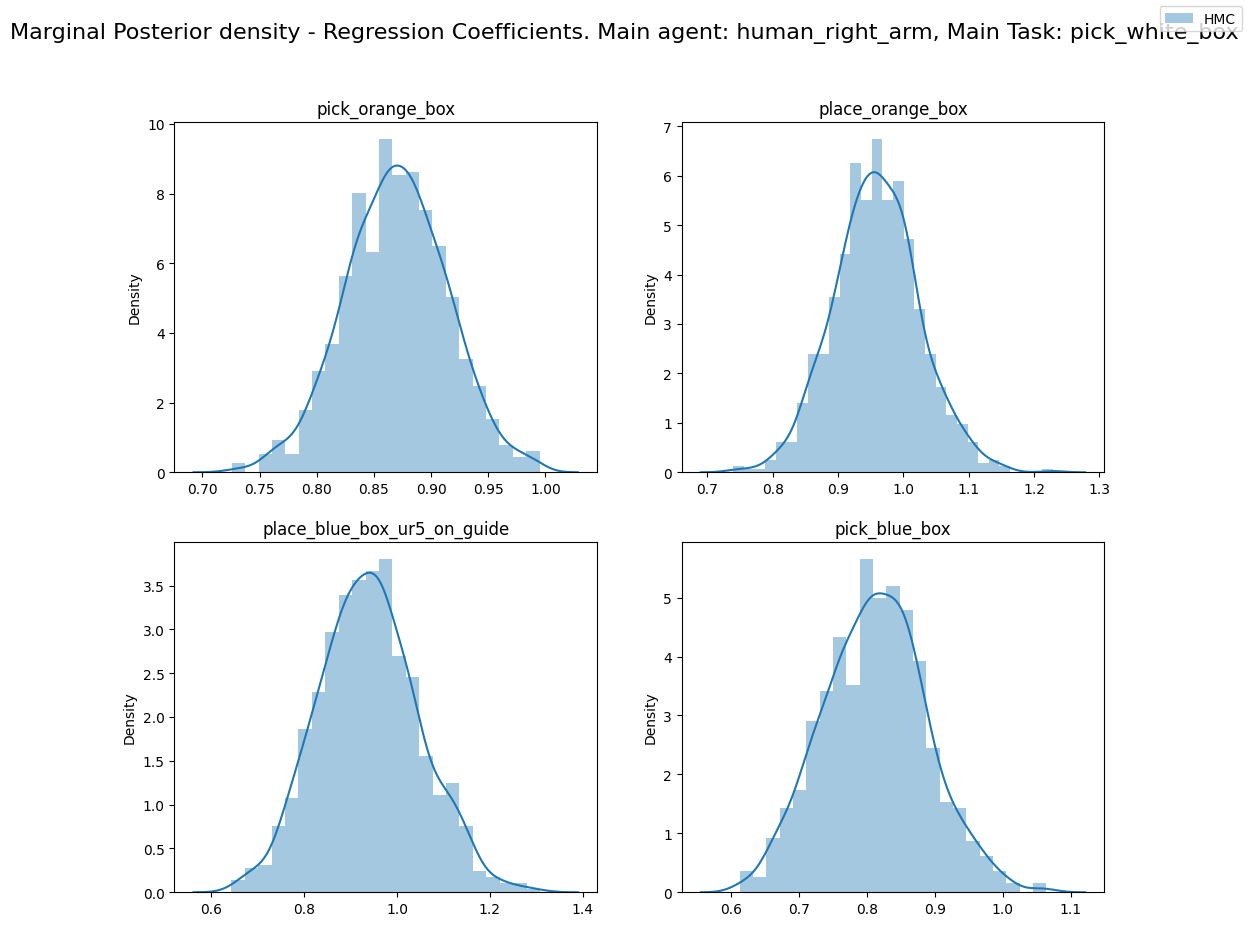 Marginal Posterior density - Regression Coefficients. Main agent: human_right_arm, Main Task: pick_white_box
HMC
pick_orange_box
place_orange_box
10
8
6
4
2
0
Density
0.70 0.75 0.80 0.85 0.90 0.95 1.00
7
6
5
4
3
2
1
0
Density
0.7 0.8 0.9 1.0 1.1 1.2 1.3
place_blue_box_ur5_on_guide
pick_blue_box
3.5
3.0
2.5
2.0
1.5
1.0
0.5
0.0
Density
0.6 0.8 1.0 1.2 1.4
5
4
3
2
1
0
Density
0.6 0.7 0.8 0.9 1.0 1.1